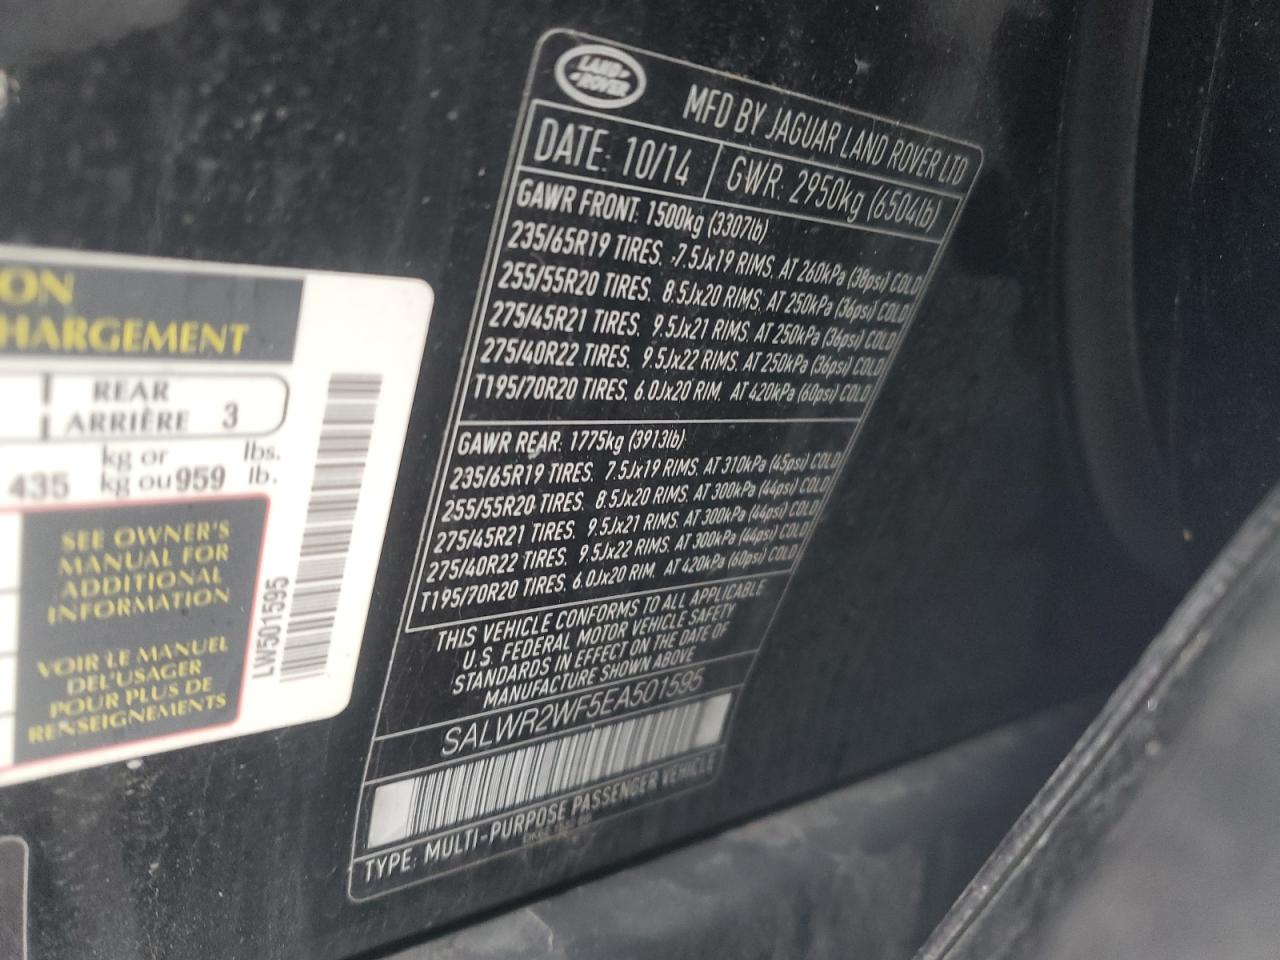 ON
HARGEMENT
REAR
ARRIÈRE 3
kg or lbs.
435 kg ou 959 lb.
SEE OWNER'S
MANUAL FOR
ADDITIONAL
INFORMATION
VOIR LE MANUEL
DEL'USAGER
POUR PLUS DE
RENSEIGNEMENTS
LW501595
LAND
ROVER
MFD BY JAGUAR LAND ROVER LTD
DATE: 10/14 GWR: 2950kg (6504lb)
GAWR FRONT: 1500kg (3307lb)
235/65R19 TIRES, 7.5Jx19 RIMS, AT 260kPa (38psi) COLD
255/55R20 TIRES, 8.5Jx20 RIMS, AT 250kPa (36psi) COLD
275/45R21 TIRES, 9.5Jx21 RIMS, AT 250kPa (36psi) COLD
275/40R22 TIRES, 9.5Jx22 RIMS, AT 250kPa (36psi) COLD
T195/70R20 TIRES, 6.0Jx20 RIM, AT 420kPa (60psi) COLD
GAWR REAR: 1775kg (3913lb)
235/65R19 TIRES, 7.5Jx19 RIMS, AT 310kPa (45psi) COLD
255/55R20 TIRES, 8.5Jx20 RIMS, AT 300kPa (44psi) COLD
275/45R21 TIRES, 9.5Jx21 RIMS, AT 300kPa (44psi) COLD
275/40R22 TIRES, 9.5Jx22 RIMS, AT 300kPa (44psi) COLD
T195/70R20 TIRES, 6.0Jx20 RIM, AT 420kPa (60psi) COLD
THIS VEHICLE CONFORMS TO ALL APPLICABLE
U.S. FEDERAL MOTOR VEHICLE SAFETY
STANDARDS IN EFFECT ON THE DATE OF
MANUFACTURE SHOWN ABOVE
SALWR2WF5EA501595
TYPE: MULTI-PURPOSE PASSENGER VEHICLE